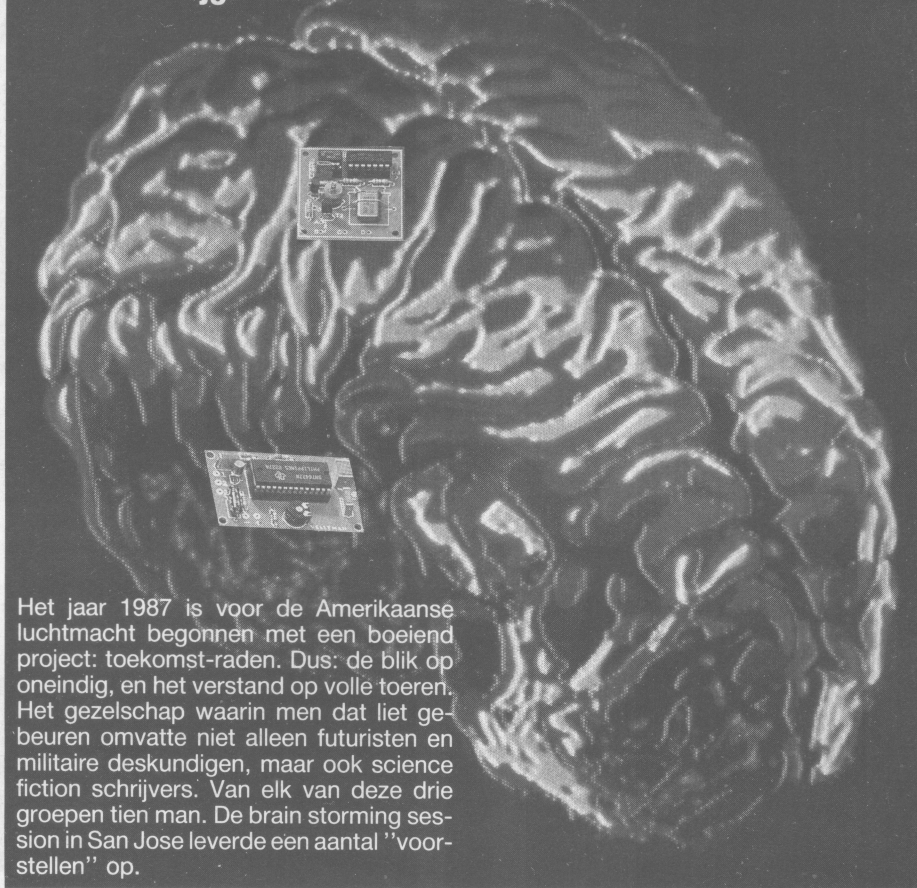 Het jaar 1987 is voor de Amerikaanse
luchtmacht begonnen met een boeiend
project: toekomst-raden. Dus: de blik op
oneindig, en het verstand op volle toeren.
Het gezelschap waarin men dat liet ge-
beuren omvatte niet alleen futuristen en
militaire deskundigen, maar ook science
fiction schrijvers. Van elk van deze drie
groepen tien man. De brain storming ses-
sion in San Jose leverde een aantal ''voor-
stellen'' op.